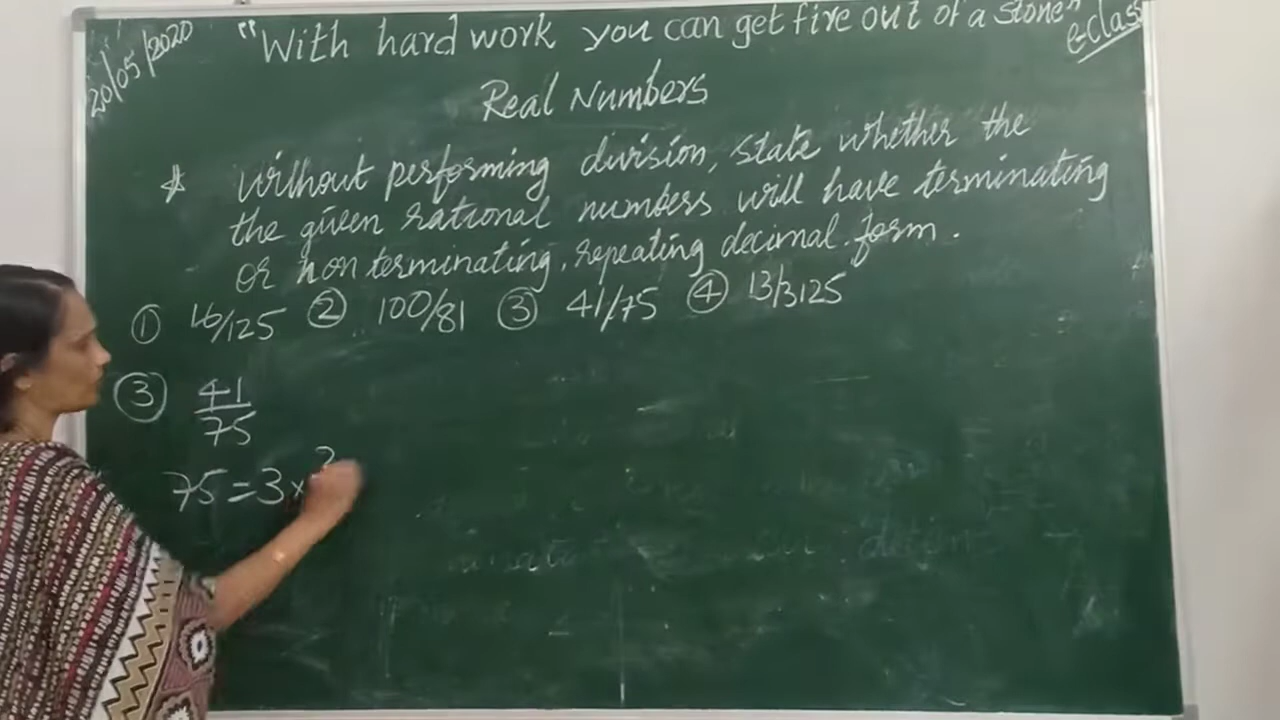 20/05/2020
"With hard work you can get fire out of a stone"
e-Class
Real Numbers
* Without performing division, state whether the
the given rational numbers will have terminating
or non terminating, repeating decimal form.
① 16/125 ② 100/81 ③ 41/75 ④ 13/3125
③ 41/75
75=3×